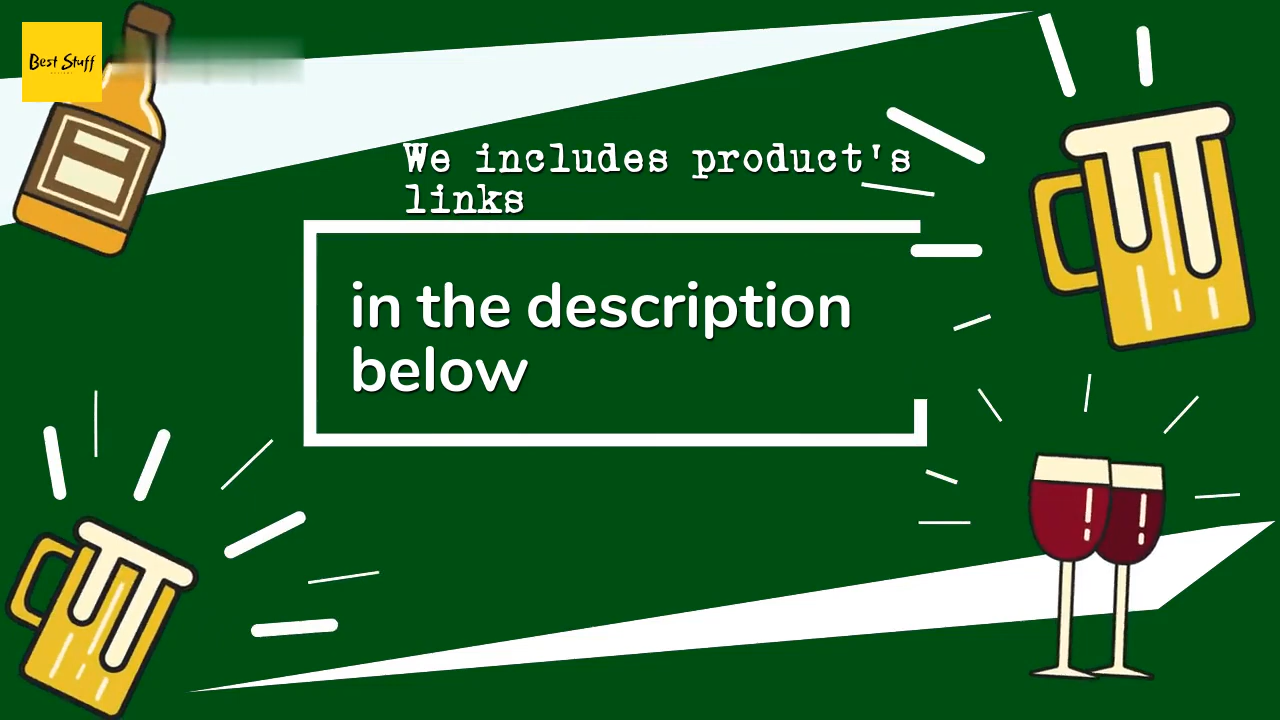 Best Stuff
We includes product's
links
in the description
below